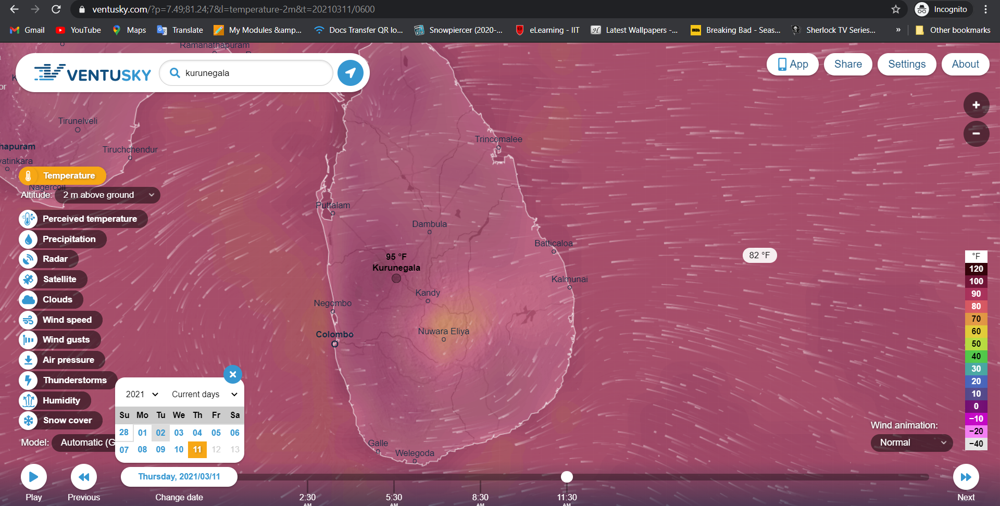 ventusky.com/?p=7.49;81.24;7&l=temperature-2m&t=20210311/0600
Incognito
Gmail YouTube Maps Translate My Modules &amp... Docs Transfer QR lo... Snowpiercer (2020-... eLearning - IIT Latest Wallpapers -... Breaking Bad - Seas... Sherlock TV Series... » Other bookmarks
Ramanathapuram
VENTUSKY
kurunegala
App Share Settings About
or
+
−
Tirunelveli
Trincomalee
hapuram
Tiruchchendur
vatinkara
Temperature
Nagercoil
Altitude: 2 m above ground
Puttalam
Perceived temperature
Dambula
Precipitation
Batticaloa
95 °F
Kurunegala
82 °F
Radar
Satellite
Kalmunai
Kandy
Clouds
Negombo
Wind speed
Nuwara Eliya
Colombo
Wind gusts
Air pressure
Thunderstorms
Humidity
Snow cover
Model: Automatic (G
°F
120
100
90
80
70
60
50
40
30
20
10
0
−10
−20
−40
2021 Current days
Su Mo Tu We Th Fr Sa
28 01 02 03 04 05 06
07 08 09 10 11 12 13
Galle
Welegoda
Wind animation:
Normal
Thursday, 2021/03/11
Play Previous Change date
2:30 AM
5:30 AM
8:30 AM
11:30 AM
Next